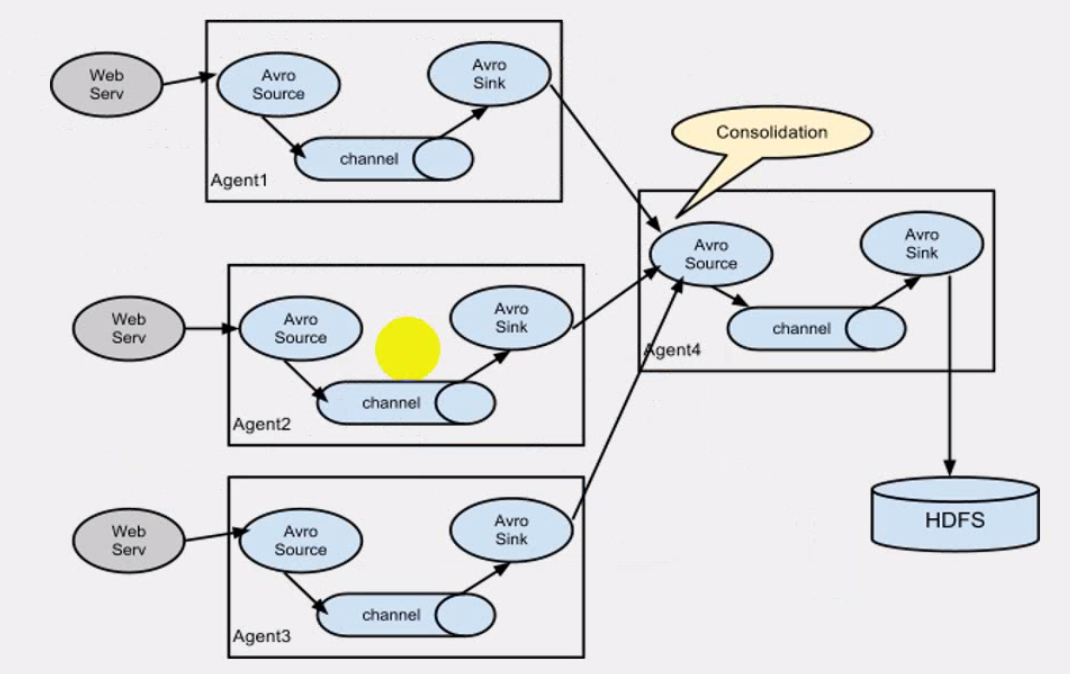 Web
Serv
Avro
Source
Avro
Sink
channel
Agent1
Web
Serv
Avro
Source
Avro
Sink
channel
Agent2
Web
Serv
Avro
Source
Avro
Sink
channel
Agent3
Consolidation
Avro
Source
Avro
Sink
channel
Agent4
HDFS